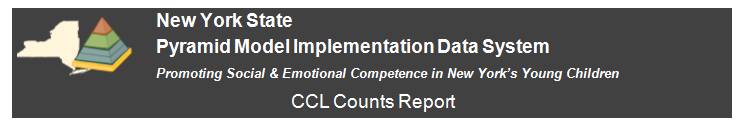 New York State
Pyramid Model Implementation Data System
Promoting Social & Emotional Competence in New York's Young Children
CCL Counts Report